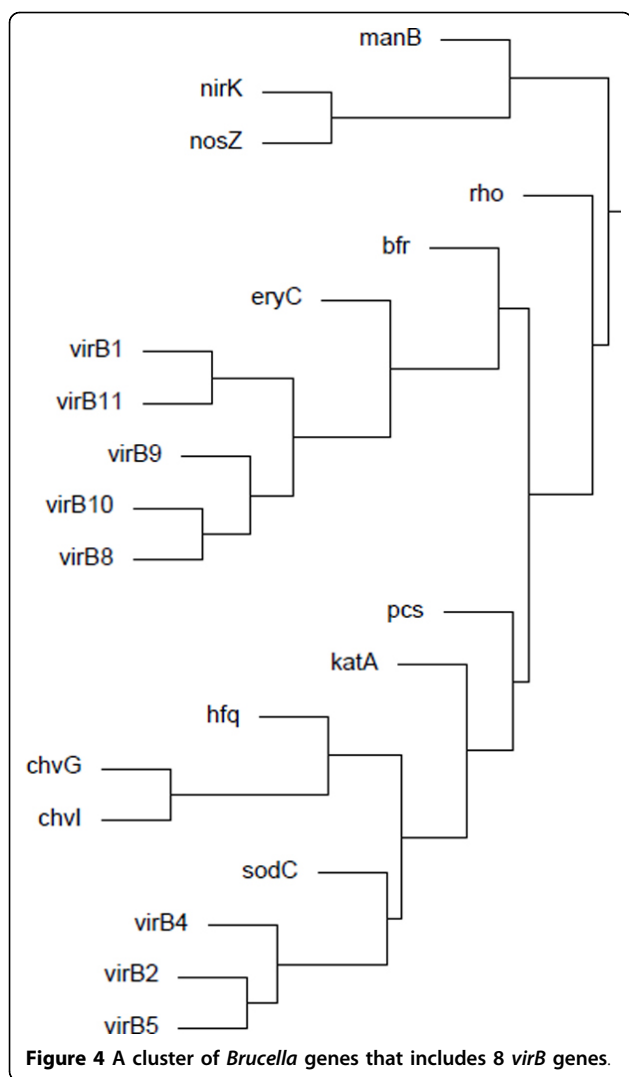 manB
nirK
nosZ
rho
bfr
eryC
virB1
virB11
virB9
virB10
virB8
pcs
katA
hfq
chvG
chvI
sodC
virB4
virB2
virB5
Figure 4 A cluster of Brucella genes that includes 8 virB genes.